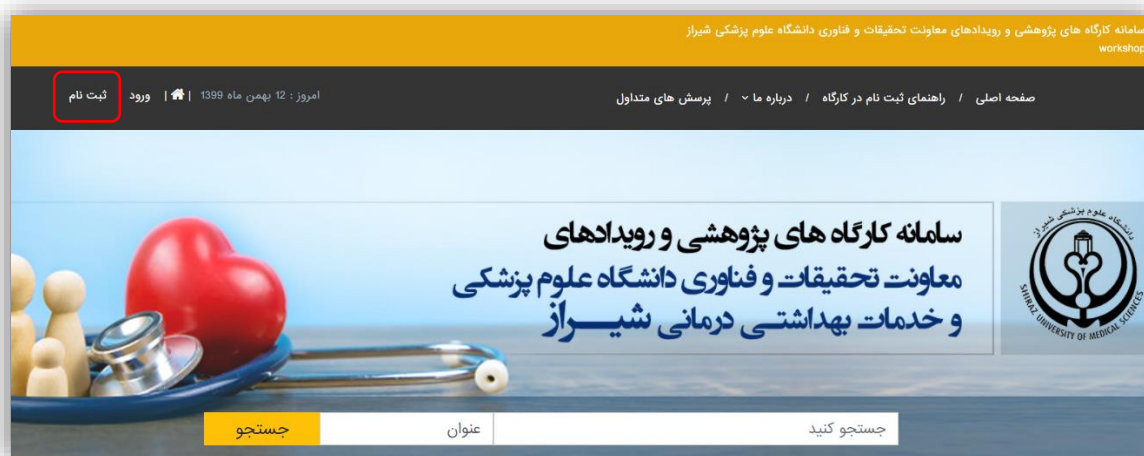 سامانه کارگاه های پژوهشی و رویدادهای معاونت تحقیقات و فناوری دانشگاه علوم پزشکی شیراز
workshop
صفحه اصلی / راهنمای ثبت نام در کارگاه / درباره ما / پرسش های متداول
امروز : 12 بهمن ماه 1399 | | ورود ثبت نام
سامانه کارگاه های پژوهشی و رویدادهای
معاونت تحقیقات و فناوری دانشگاه علوم پزشکی
و خدمات بهداشتی درمانی شیراز
دانشگاه علوم پزشکی شیراز
SHIRAZ UNIVERSITY OF MEDICAL SCIENCES
جستجو کنید عنوان جستجو